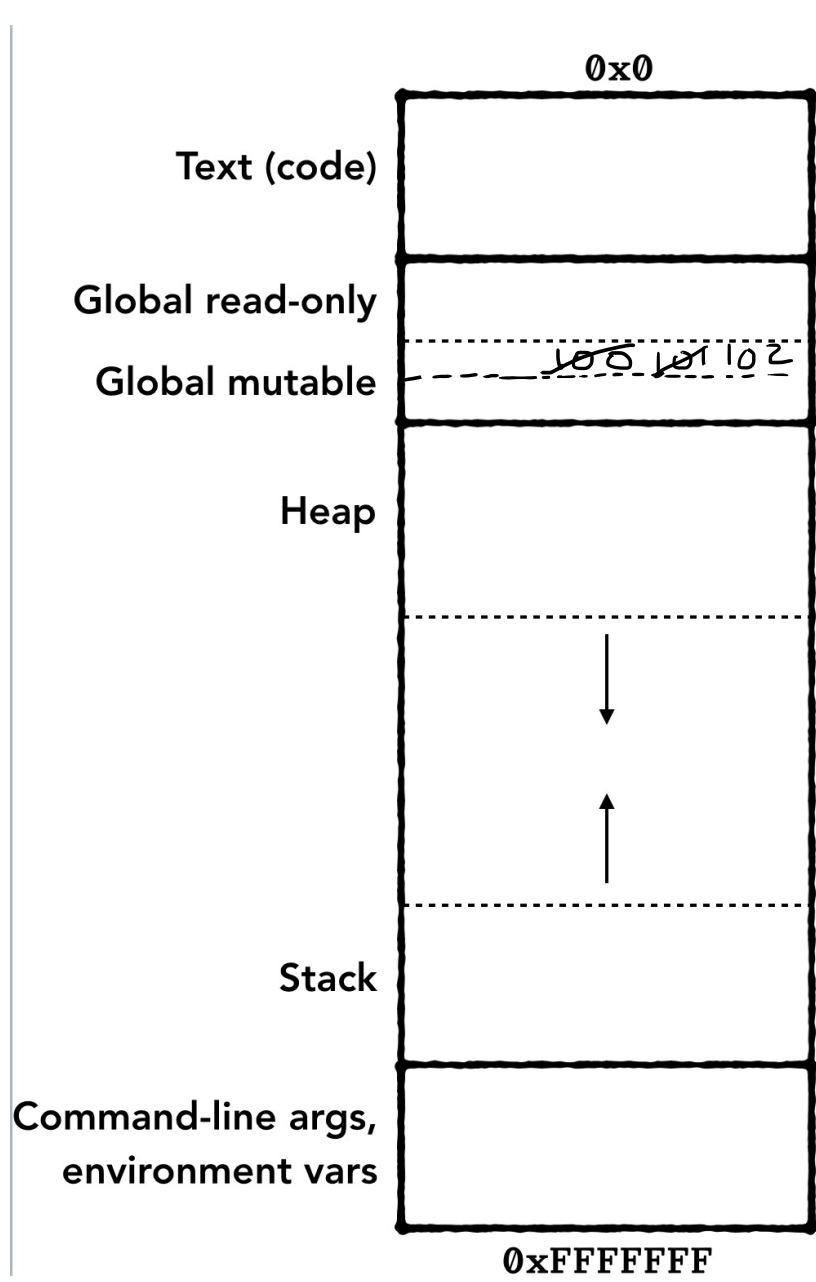 0x0
Text (code)
Global read-only
100 101 102
Global mutable
Heap
Stack
Command-line args,
environment vars
0xFFFFFFF